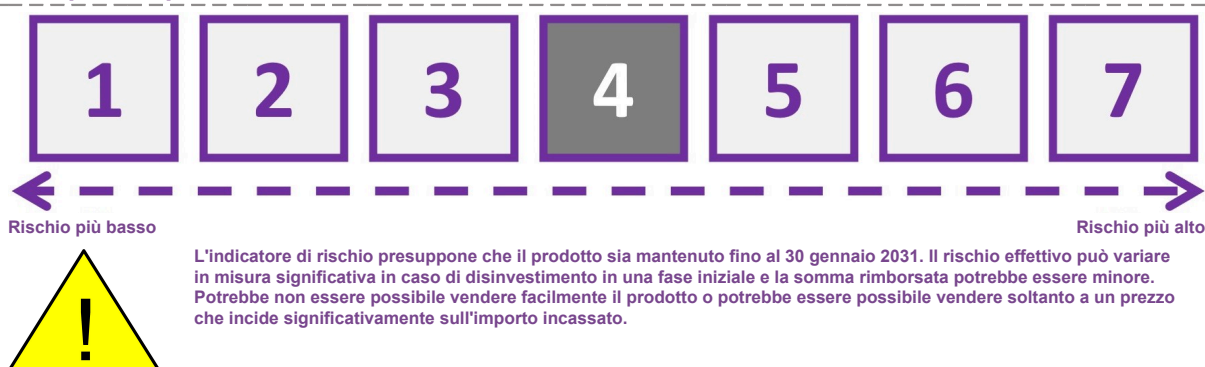 1 2 3 4 5 6 7
Rischio più basso Rischio più alto
L'indicatore di rischio presuppone che il prodotto sia mantenuto fino al 30 gennaio 2031. Il rischio effettivo può variare
in misura significativa in caso di disinvestimento in una fase iniziale e la somma rimborsata potrebbe essere minore.
Potrebbe non essere possibile vendere facilmente il prodotto o potrebbe essere possibile vendere soltanto a un prezzo
che incide significativamente sull'importo incassato.
!